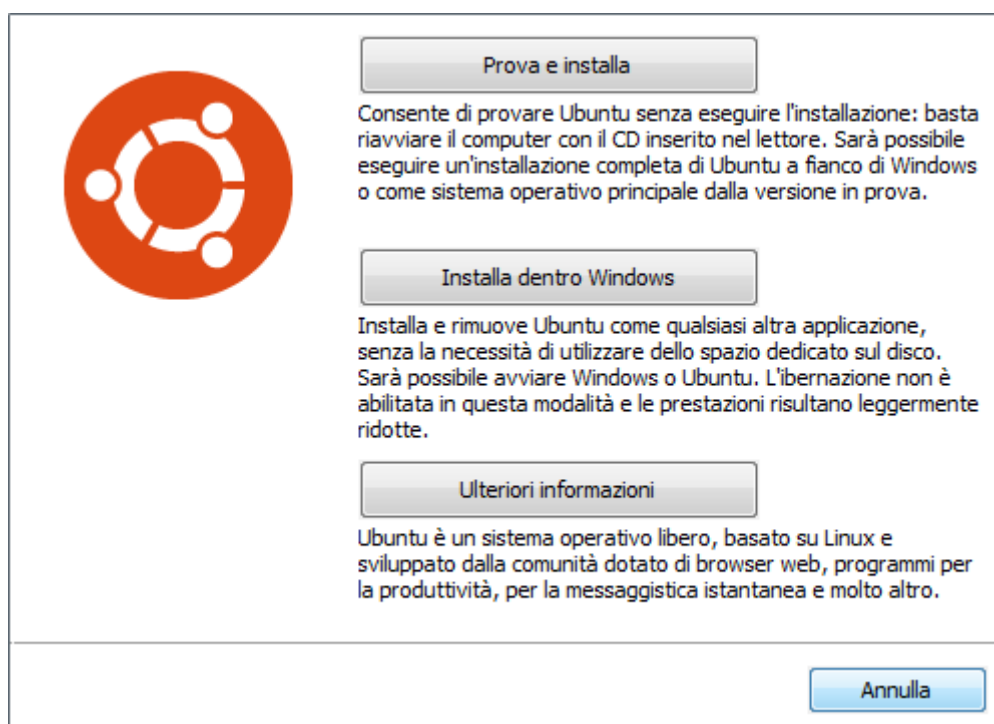 Prova e installa
Consente di provare Ubuntu senza eseguire l'installazione: basta
riavviare il computer con il CD inserito nel lettore. Sarà possibile
eseguire un'installazione completa di Ubuntu a fianco di Windows
o come sistema operativo principale dalla versione in prova.
Installa dentro Windows
Installa e rimuove Ubuntu come qualsiasi altra applicazione,
senza la necessità di utilizzare dello spazio dedicato sul disco.
Sarà possibile avviare Windows o Ubuntu. L'ibernazione non è
abilitata in questa modalità e le prestazioni risultano leggermente
ridotte.
Ulteriori informazioni
Ubuntu è un sistema operativo libero, basato su Linux e
sviluppato dalla comunità dotato di browser web, programmi per
la produttività, per la messaggistica istantanea e molto altro.
Annulla